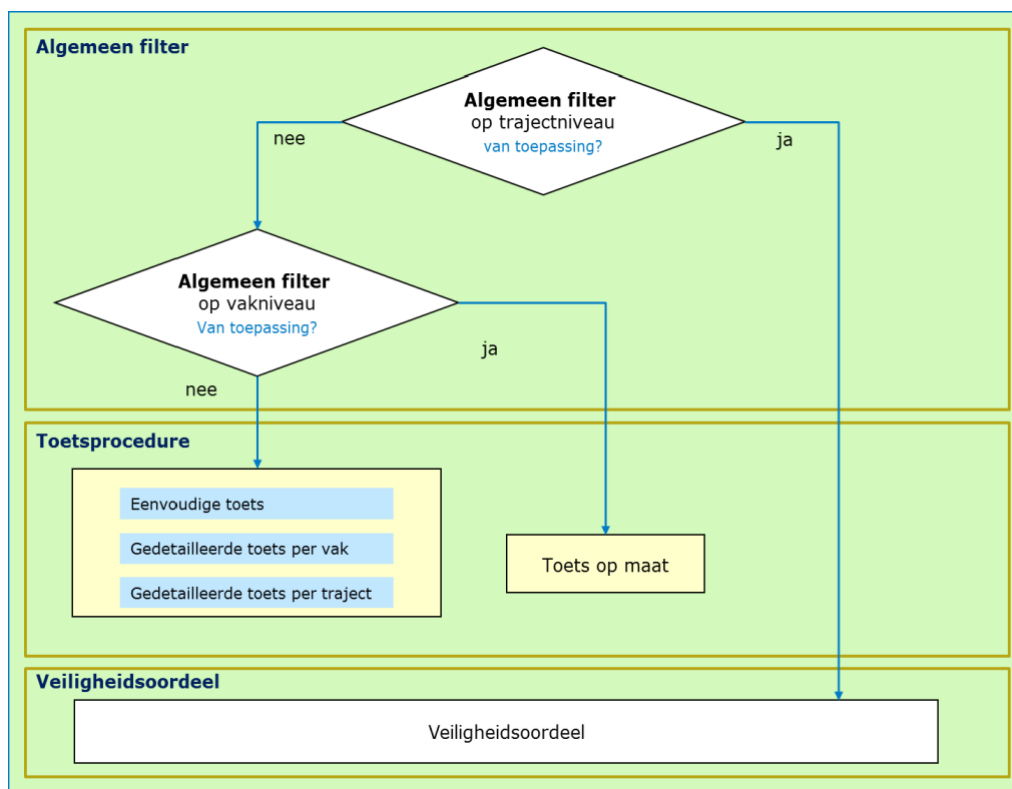 Algemeen filter
Algemeen filter
op trajectniveau
van toepassing?
nee
ja
Algemeen filter
op vakniveau
Van toepassing?
ja
nee
Toetsprocedure
Eenvoudige toets
Gedetailleerde toets per vak
Gedetailleerde toets per traject
Toets op maat
Veiligheidsoordeel
Veiligheidsoordeel